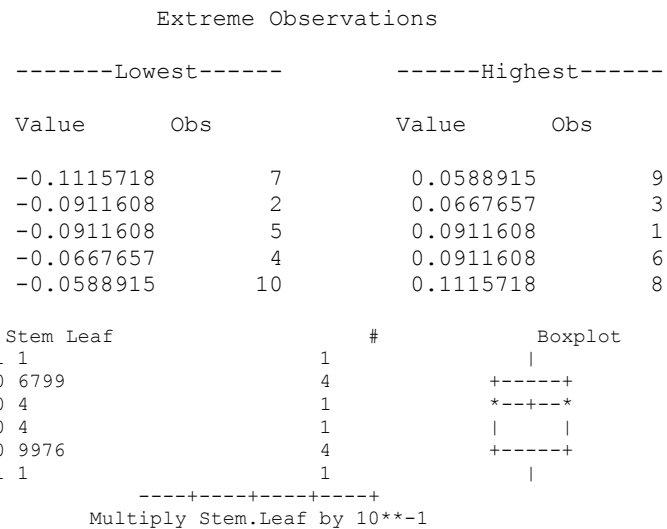 Extreme Observations
-------Lowest------ ------Highest------
Value Obs Value Obs
-0.1115718 7 0.0588915 9
-0.0911608 2 0.0667657 3
-0.0911608 5 0.0911608 1
-0.0667657 4 0.0911608 6
-0.0588915 10 0.1115718 8
Stem Leaf # Boxplot
1 1 1 |
0 6799 4 +-----+
0 4 1 *--+--*
0 4 1 | |
0 9976 4 +-----+
1 1 1 |
----+----+----+----+
Multiply Stem.Leaf by 10**-1